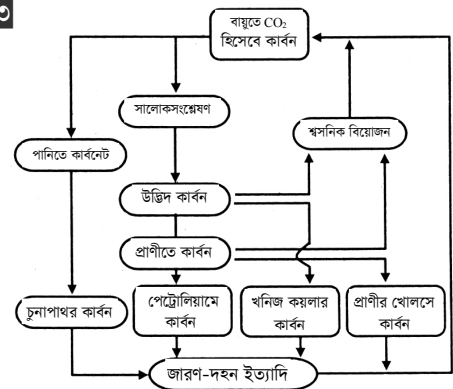 ৩
বায়ুতে CO₂
হিসেবে কার্বন
সালোকসংশ্লেষণ
শ্বসনিক বিয়োজন
পানিতে কার্বনেট
উদ্ভিদ কার্বন
প্রাণীতে কার্বন
চুনাপাথর কার্বন
পেট্রোলিয়ামে
কার্বন
খনিজ কয়লার
কার্বন
প্রাণীর খোলসে
কার্বন
জারণ-দহন ইত্যাদি